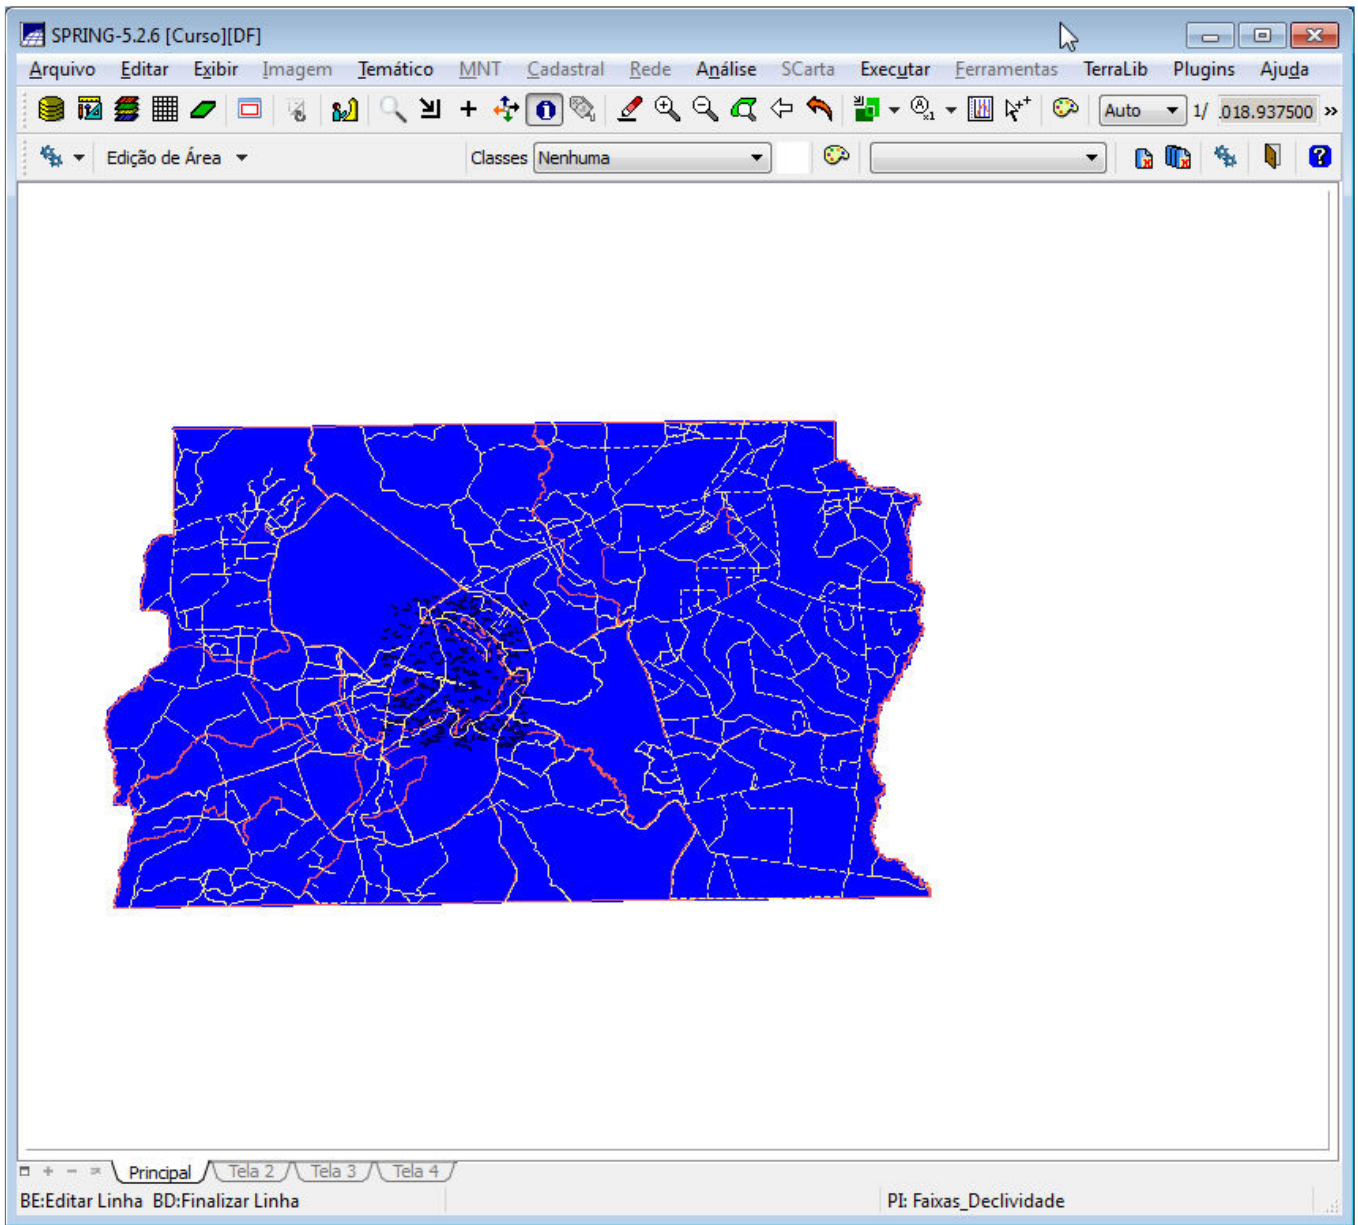 SPRING-5.2.6 [Curso][DF]
Arquivo Editar Exibir Imagem Temático MNT Cadastral Rede Análise SCarta Executar Ferramentas TerraLib Plugins Ajuda
Auto 1/ .018.937500 »
Edição de Área Classes Nenhuma
Principal Tela 2 Tela 3 Tela 4
BE:Editar Linha BD:Finalizar Linha PI: Faixas_Declividade